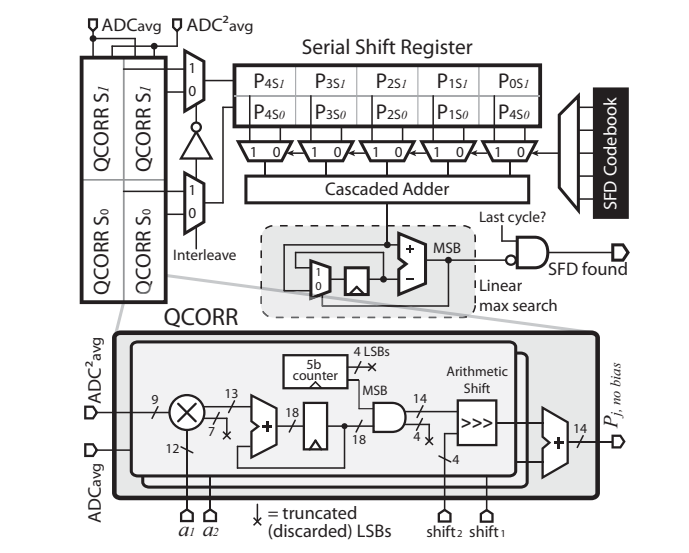 ADCavg ADC²avg
Serial Shift Register
QCORR S1 QCORR S1
1 0
P4S1 P3S1 P2S1 P1S1 P0S1
P4S0 P3S0 P2S0 P1S0 P4S0
1 0 1 0 1 0 1 0 1 0
SFD Codebook
QCORR S0 QCORR S0
1 0
Cascaded Adder
Interleave
Last cycle?
+ MSB
1 0
−
SFD found
Linear
max search
QCORR
ADC²avg
5b
counter
4 LSBs
MSB
Arithmetic
Shift
9 13 7 12
+ 18 18
14 4
>>>
4
+ 14
Pj, no bias
ADCavg
a1 a2
= truncated
(discarded) LSBs
shift2 shift1